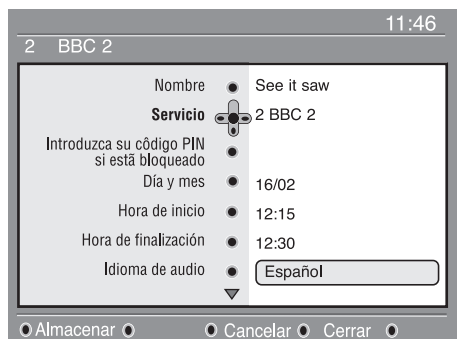 11:46
2 BBC 2
Nombre See it saw
Servicio 2 BBC 2
Introduzca su côdigo PIN
si estã bloqueado
Día y mes 16/02
Hora de inicio 12:15
Hora de finalización 12:30
Idioma de audio Español
Almacenar Cancelar Cerrar